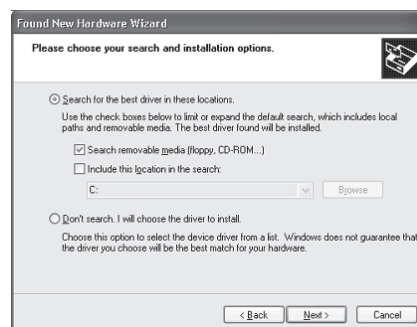 Found New Hardware Wizard
Please choose your search and installation options.
Search for the best driver in these locations.
Use the check boxes below to limit or expand the default search, which includes local
paths and removable media. The best driver found will be installed.
Search removable media (floppy, CD-ROM...)
Include this location in the search:
C:
Browse
Don't search. I will choose the driver to install.
Choose this option to select the device driver from a list. Windows does not guarantee that
the driver you choose will be the best match for your hardware.
< Back
Next >
Cancel